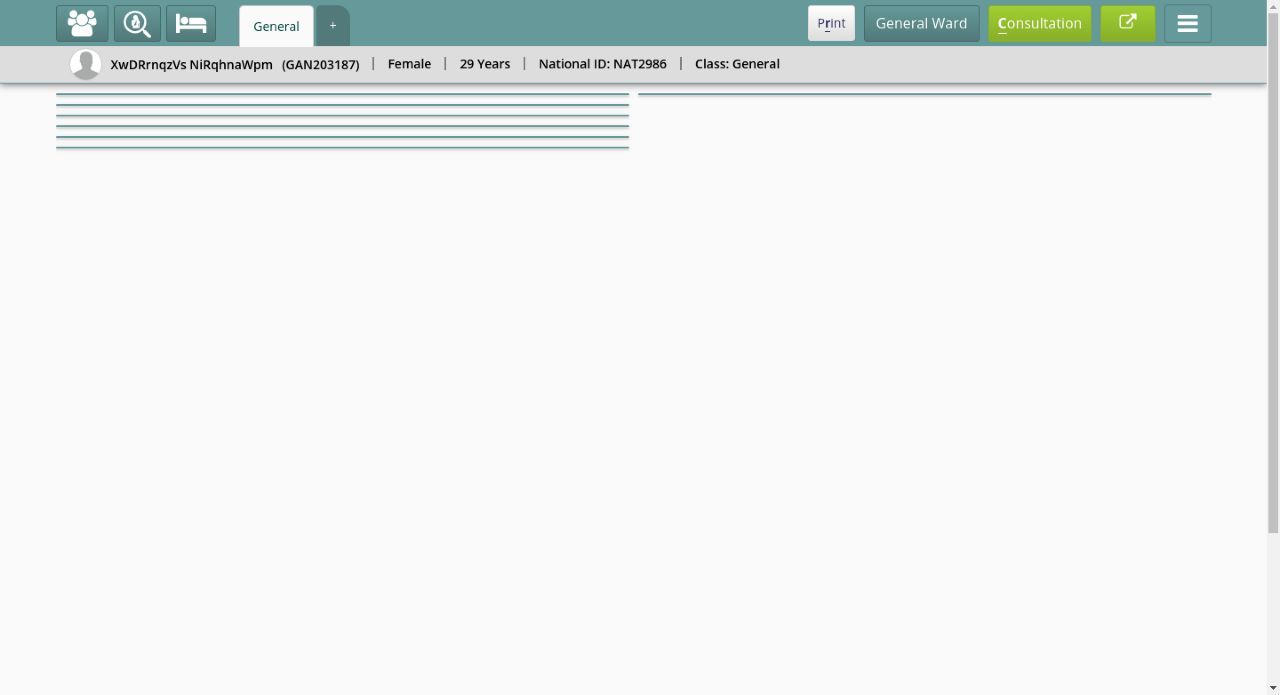 General + Print General Ward Consultation
XwDRrnqzVs NiRqhnaWpm (GAN203187) | Female | 29 Years | National ID: NAT2986 | Class: General